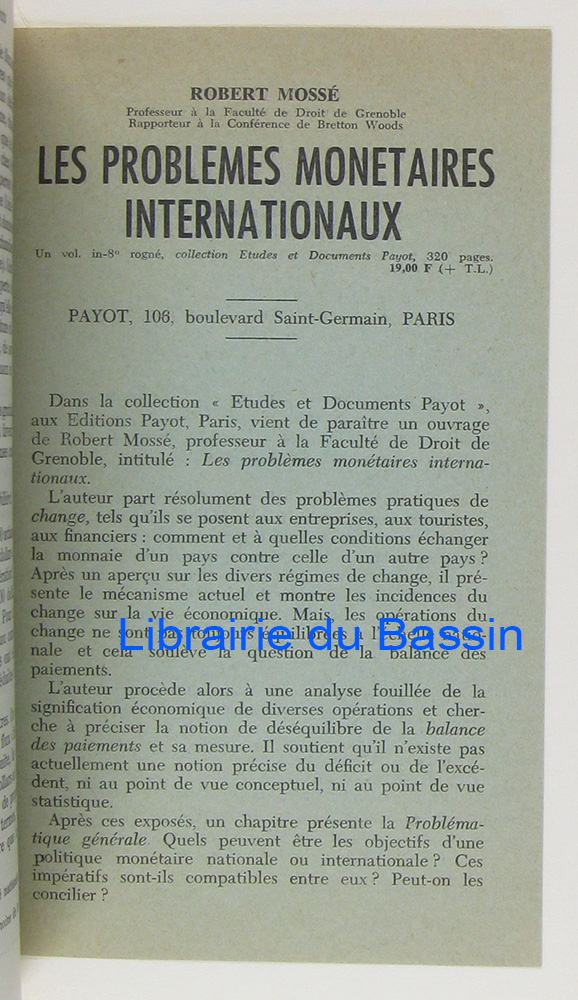 ROBERT MOSSÉ
Professeur à la Faculté de Droit de Grenoble
Rapporteur à la Conférence de Bretton Woods
LES PROBLEMES MONETAIRES
INTERNATIONAUX
Un vol. in-8º rogné, collection Etudes et Documents Payot, 320 pages.
19,00 F (+ T.L.)
PAYOT, 106, boulevard Saint-Germain, PARIS
Dans la collection « Etudes et Documents Payot »,
aux Editions Payot, Paris, vient de paraître un ouvrage
de Robert Mossé, professeur à la Faculté de Droit de
Grenoble, intitulé : Les problèmes monétaires interna-
tionaux.
L'auteur part résolument des problèmes pratiques de
change, tels qu'ils se posent aux entreprises, aux touristes,
aux financiers : comment et à quelles conditions échanger
la monnaie d'un pays contre celle d'un autre pays ?
Après un aperçu sur les divers régimes de change, il pré-
sente le mécanisme actuel et montre les incidences du
change sur la vie économique. Mais, les opérations du
change ne sont pas toujours équilibrées à l'échelle natio-
nale et cela soulève la question de la balance des
paiements.
Librairie du Bassin
L'auteur procède alors à une analyse fouillée de la
signification économique de diverses opérations et cher-
che à préciser la notion de déséquilibre de la balance
des paiements et sa mesure. Il soutient qu'il n'existe pas
actuellement une notion précise du déficit ou de l'excé-
dent, ni au point de vue conceptuel, ni au point de vue
statistique.
Après ces exposés, un chapitre présente la Probléma-
tique générale. Quels peuvent être les objectifs d'une
politique monétaire nationale ou internationale ? Ces
impératifs sont-ils compatibles entre eux ? Peut-on les
concilier ?